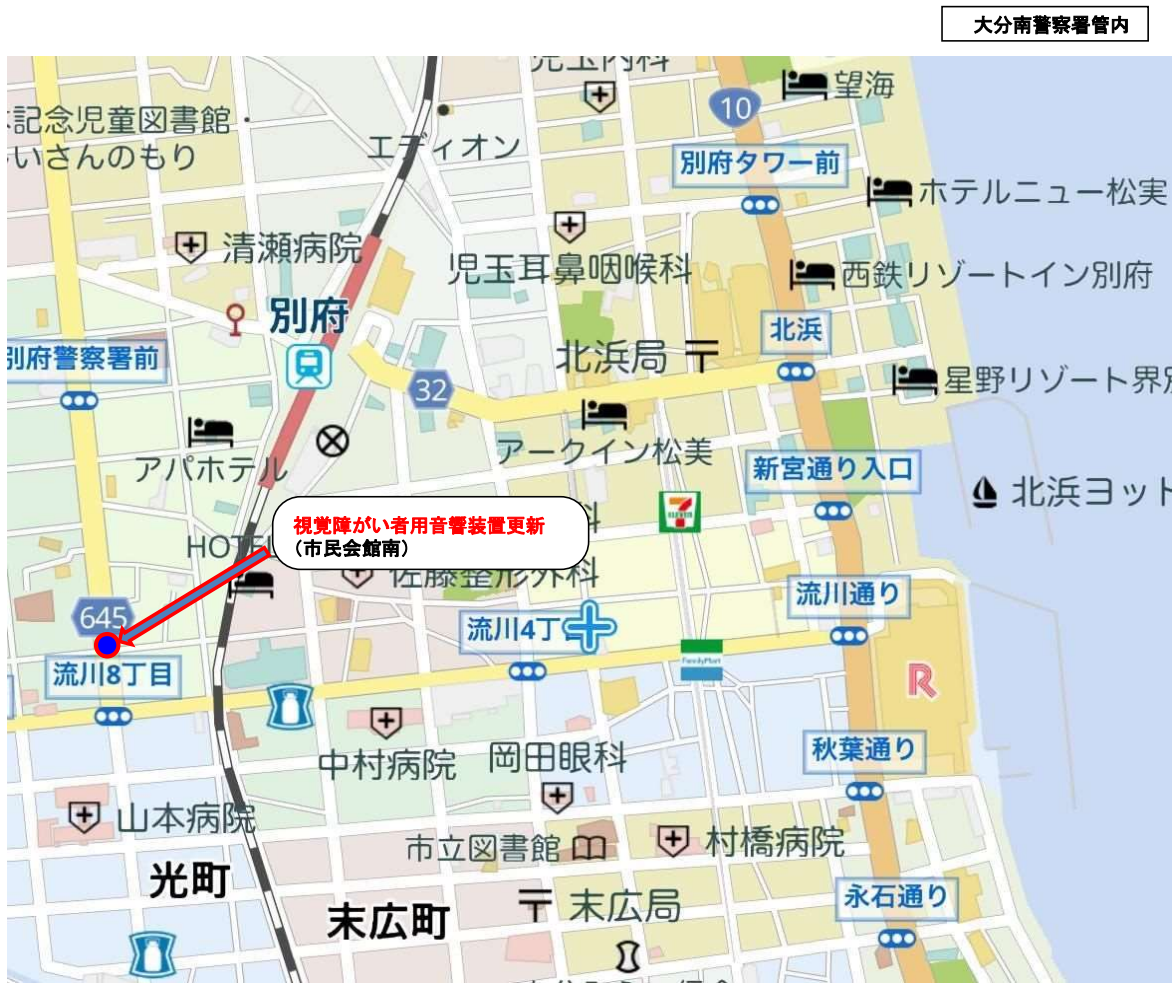 大分南警察署管内
児玉内科
望海
10
記念児童図書館
いさんのもり
エディオン
別府タワー前
ホテルニュー松実
清瀬病院
児玉耳鼻咽喉科
西鉄リゾートイン別府
別府
北浜
別府警察署前
北浜局
32
星野リゾート界別
アパホテル
アークイン松美
新宮通り入口
北浜ヨット
視覚障がい者用音響装置更新
(市民会館南)
科
HOTEL
佐藤整形外科
645
流川4丁
流川通り
FamilyMart
流川8丁目
R
中村病院
岡田眼科
秋葉通り
山本病院
市立図書館
村橋病院
光町
末広町
末広局
永石通り